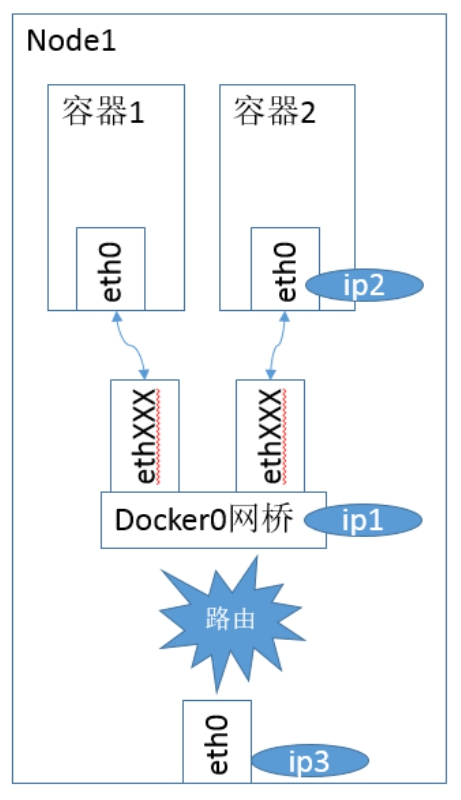 Node1
容器1
容器2
eth0
eth0
ip2
ethXXX
ethXXX
Docker0网桥
ip1
路由
eth0
ip3